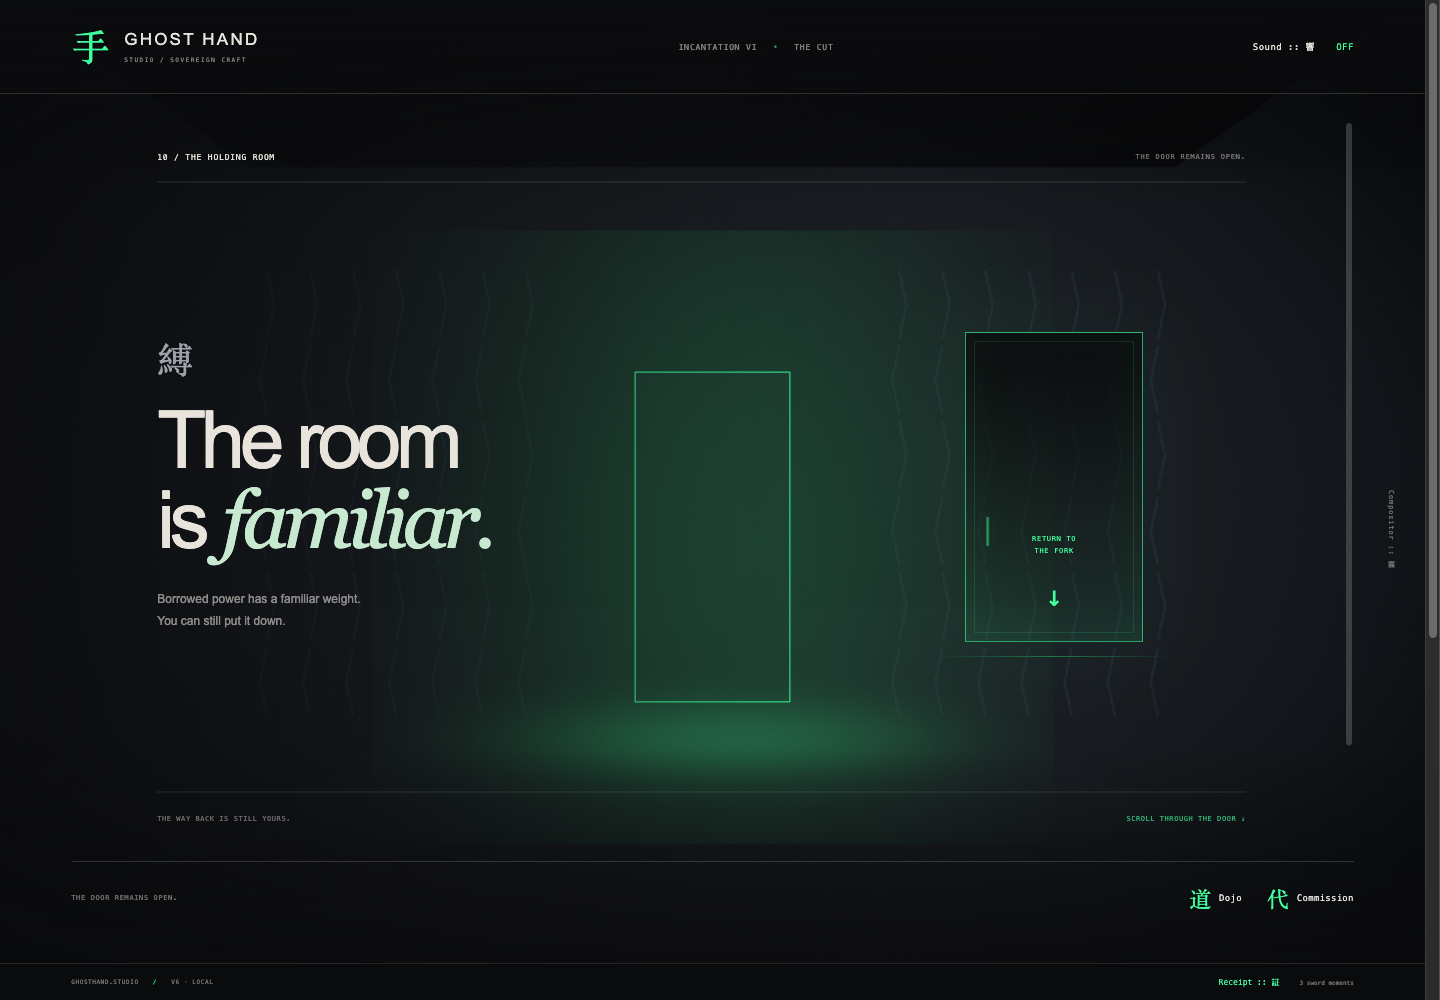 手 GHOST HAND
STUDIO / SOVEREIGN CRAFT
INCANTATION VI • THE CUT
Sound :: 響 OFF
10 / THE HOLDING ROOM
THE DOOR REMAINS OPEN.
縛
The room
is familiar.
Borrowed power has a familiar weight.
You can still put it down.
RETURN TO
THE FORK
↓
Compositor ::
THE WAY BACK IS STILL YOURS.
SCROLL THROUGH THE DOOR ↓
THE DOOR REMAINS OPEN.
道 Dojo
代 Commission
GHOSTHAND.STUDIO / V6 · LOCAL
Receipt :: 証
3 sword moments